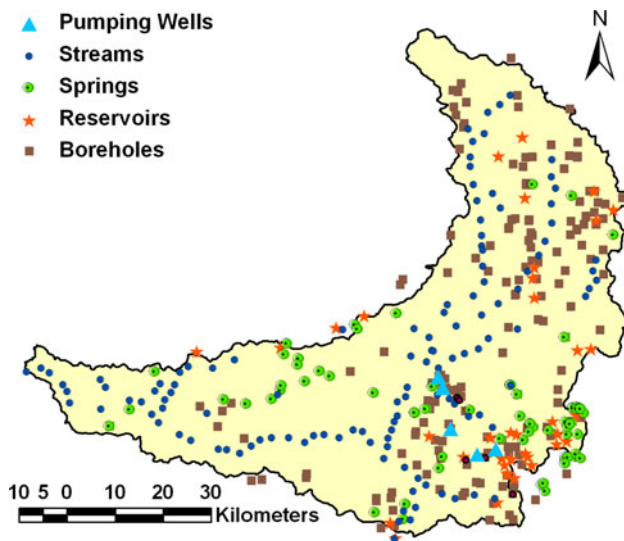 Pumping Wells
Streams
Springs
Reservoirs
Boreholes
N
10 5 0 10 20 30
Kilometers